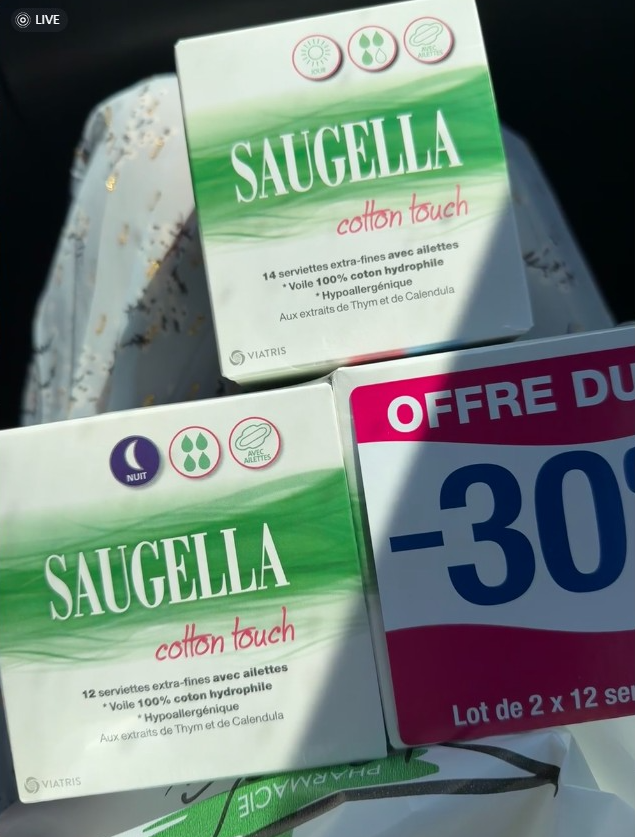 LIVE
JOUR
AVEC
AILETTES
SAUGELLA
cotton touch
14 serviettes extra-fines avec ailettes
* Voile 100% coton hydrophile
* Hypoallergénique
Aux extraits de Thym et de Calendula
VIATRIS
NUIT
AVEC
AILETTES
SAUGELLA
cotton touch
12 serviettes extra-fines avec ailettes
* Voile 100% coton hydrophile
* Hypoallergénique
Aux extraits de Thym et de Calendula
VIATRIS
OFFRE DU
-30
Lot de 2 x 12 ser
PHARMACIE